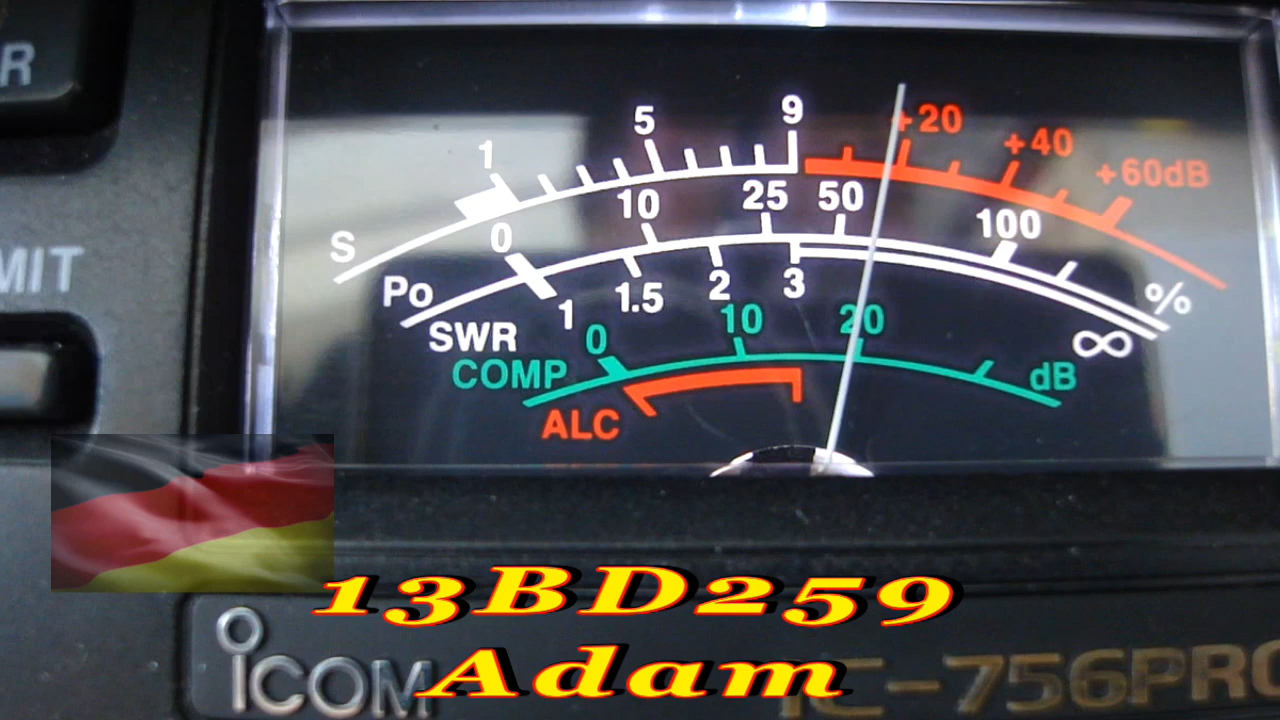 R
MIT
1 5 9 +20 +40 +60dB
S
0 10 25 50 100 %
Po
SWR 1 1.5 2 3 ∞
COMP 0 10 20 dB
ALC
13BD259
Adam
ICOM IC-756PRO